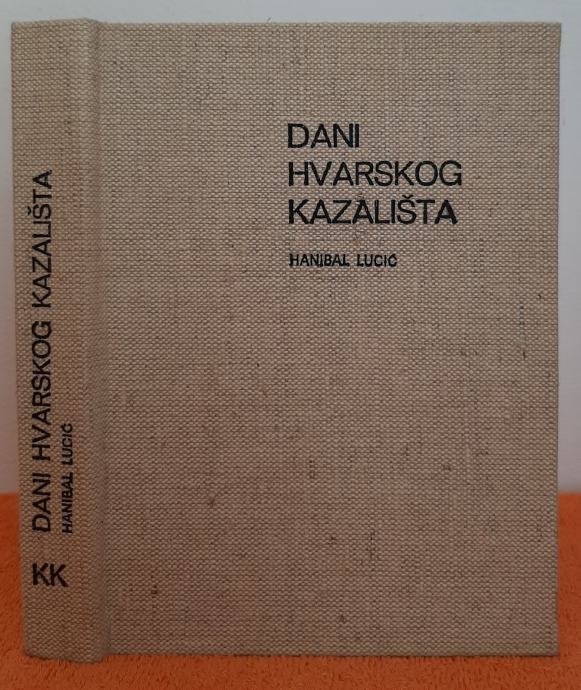 DANI
HVARSKOG
KAZALIŠTA
HANIBAL LUCIĆ
DANI HVARSKOG KAZALIŠTA
HANIBAL LUCIĆ
KK